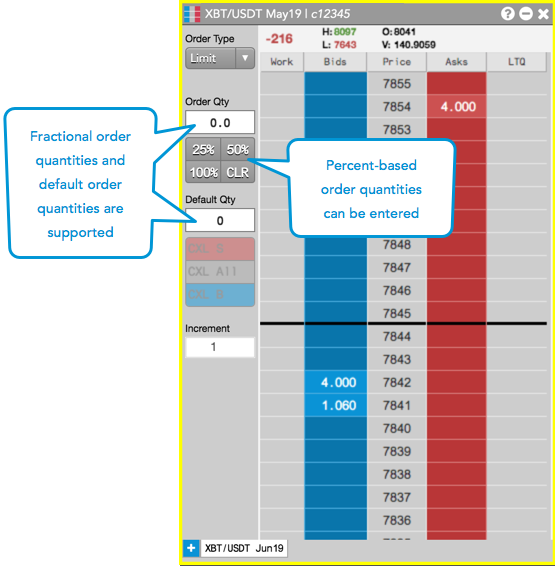 XBT/USDT May19 | c12345
Order Type
Limit
-216
H: 8097
O: 8041
L: 7643
V: 140.9059
Work Bids Price Asks LTQ
Order Qty
0.0
25% 50%
100% CLR
Default Qty
0
CXL S
CXL All
CXL B
Increment
1
7855
7854 4.000
7853
7848
7847
7846
7845
7844
7843
4.000 7842
1.060 7841
7840
7839
7838
7837
7836
Fractional order
quantities and
default order
quantities are
supported
Percent-based
order quantities
can be entered
+ XBT/USDT Jun19